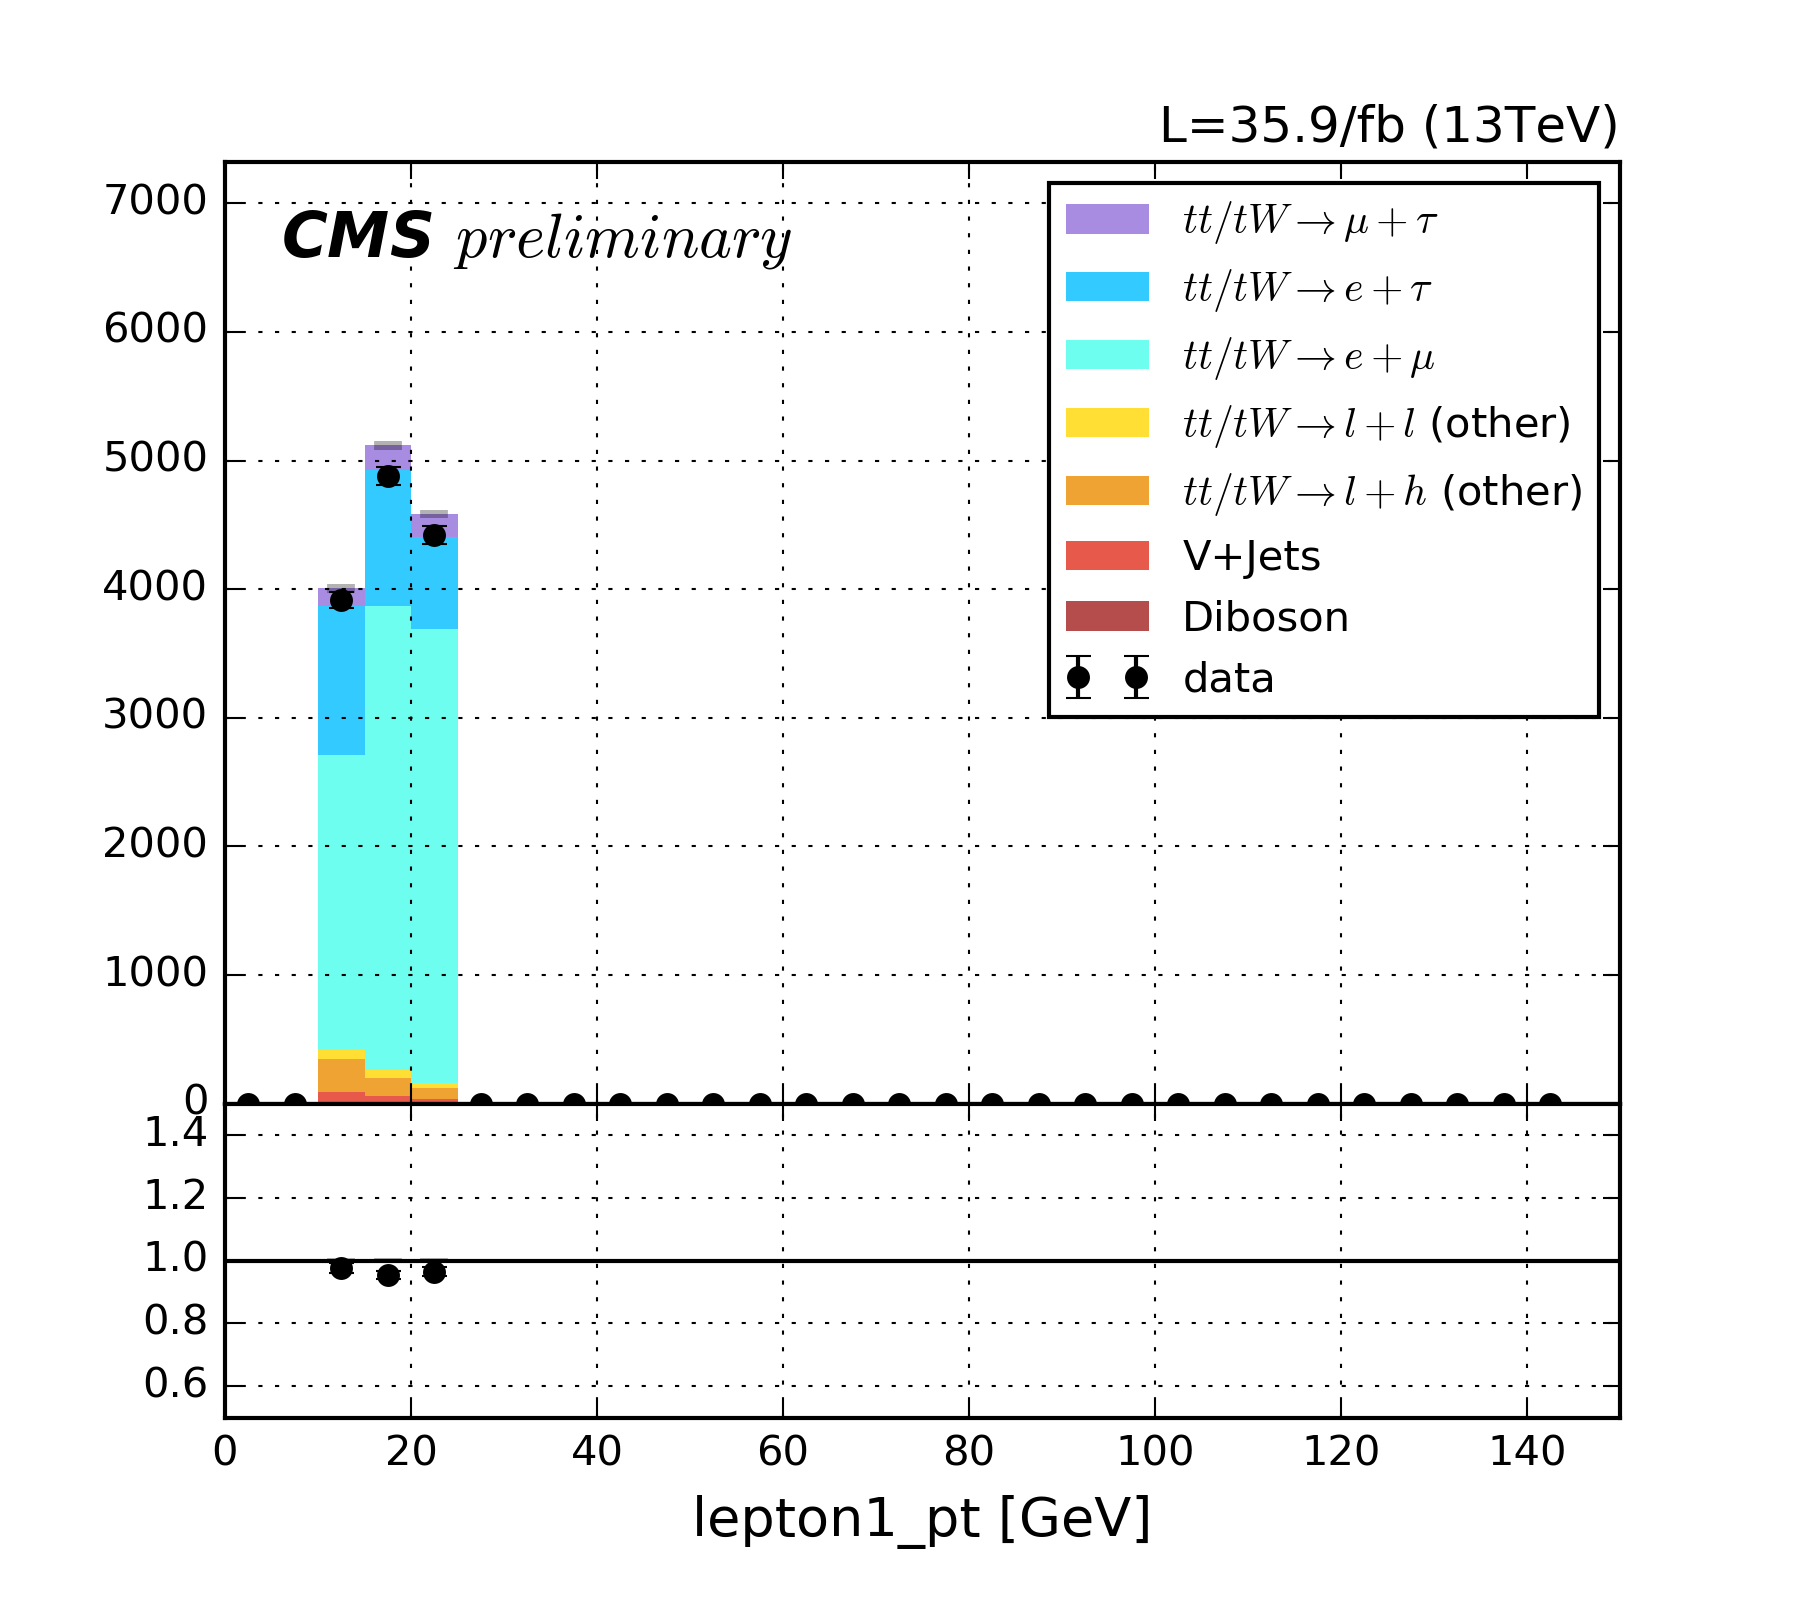 L=35.9/fb (13TeV)
7000
CMS preliminary
6000
5000
4000
3000
2000
1000
0
tt/tW→μ+τ
tt/tW→e+τ
tt/tW→e+μ
tt/tW→l+l (other)
tt/tW→l+h (other)
V+Jets
Diboson
data
1.4
1.2
1.0
0.8
0.6
0 20 40 60 80 100 120 140
lepton1_pt [GeV]